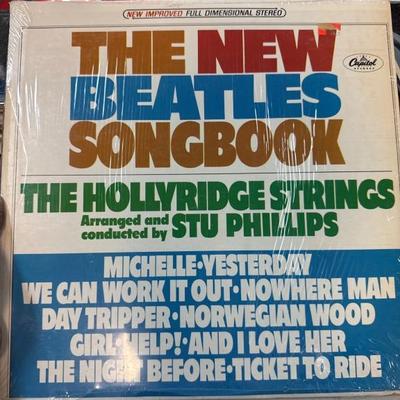 NEW IMPROVED FULL DIMENSIONAL STEREO
THE NEW
BEATLES
SONGBOOK
Capitol
RECORDS
THE HOLLYRIDGE STRINGS
Arranged and
conducted by STU PHILLIPS
MICHELLE•YESTERDAY
WE CAN WORK IT OUT•NOWHERE MAN
DAY TRIPPER•NORWEGIAN WOOD
GIRL•HELP!•AND I LOVE HER
THE NIGHT BEFORE•TICKET TO RIDE